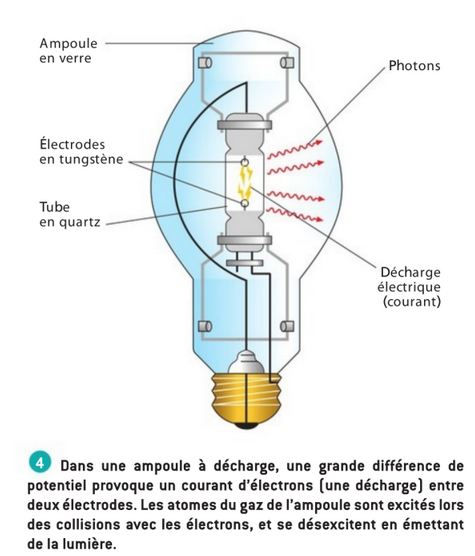 Ampoule
en verre
Photons
Électrodes
en tungstène
Tube
en quartz
Décharge
électrique
(courant)
4 Dans une ampoule à décharge, une grande différence de
potentiel provoque un courant d'électrons (une décharge) entre
deux électrodes. Les atomes du gaz de l'ampoule sont excités lors
des collisions avec les électrons, et se désexcitent en émettant
de la lumière.